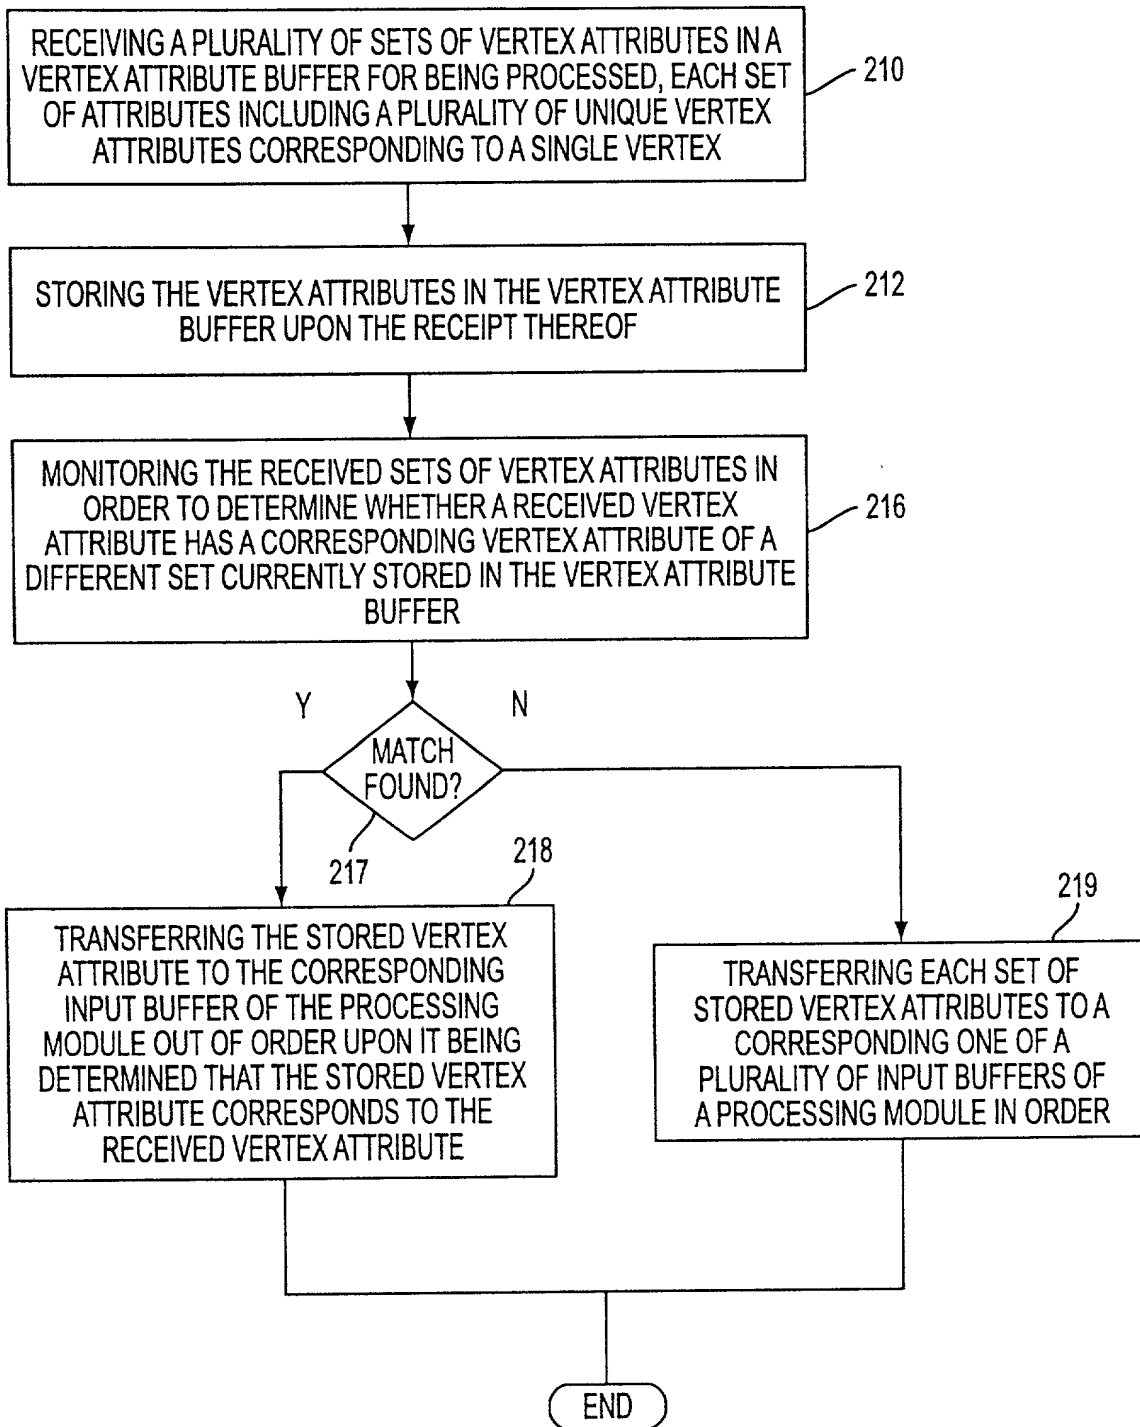 RECEIVING A PLURALITY OF SETS OF VERTEX ATTRIBUTES IN A
VERTEX ATTRIBUTE BUFFER FOR BEING PROCESSED, EACH SET
OF ATTRIBUTES INCLUDING A PLURALITY OF UNIQUE VERTEX
ATTRIBUTES CORRESPONDING TO A SINGLE VERTEX
210
STORING THE VERTEX ATTRIBUTES IN THE VERTEX ATTRIBUTE
BUFFER UPON THE RECEIPT THEREOF
212
MONITORING THE RECEIVED SETS OF VERTEX ATTRIBUTES IN
ORDER TO DETERMINE WHETHER A RECEIVED VERTEX
ATTRIBUTE HAS A CORRESPONDING VERTEX ATTRIBUTE OF A
DIFFERENT SET CURRENTLY STORED IN THE VERTEX ATTRIBUTE
BUFFER
216
Y
N
MATCH
FOUND?
217
218
TRANSFERRING THE STORED VERTEX
ATTRIBUTE TO THE CORRESPONDING
INPUT BUFFER OF THE PROCESSING
MODULE OUT OF ORDER UPON IT BEING
DETERMINED THAT THE STORED VERTEX
ATTRIBUTE CORRESPONDS TO THE
RECEIVED VERTEX ATTRIBUTE
219
TRANSFERRING EACH SET OF
STORED VERTEX ATTRIBUTES TO A
CORRESPONDING ONE OF A
PLURALITY OF INPUT BUFFERS OF
A PROCESSING MODULE IN ORDER
END